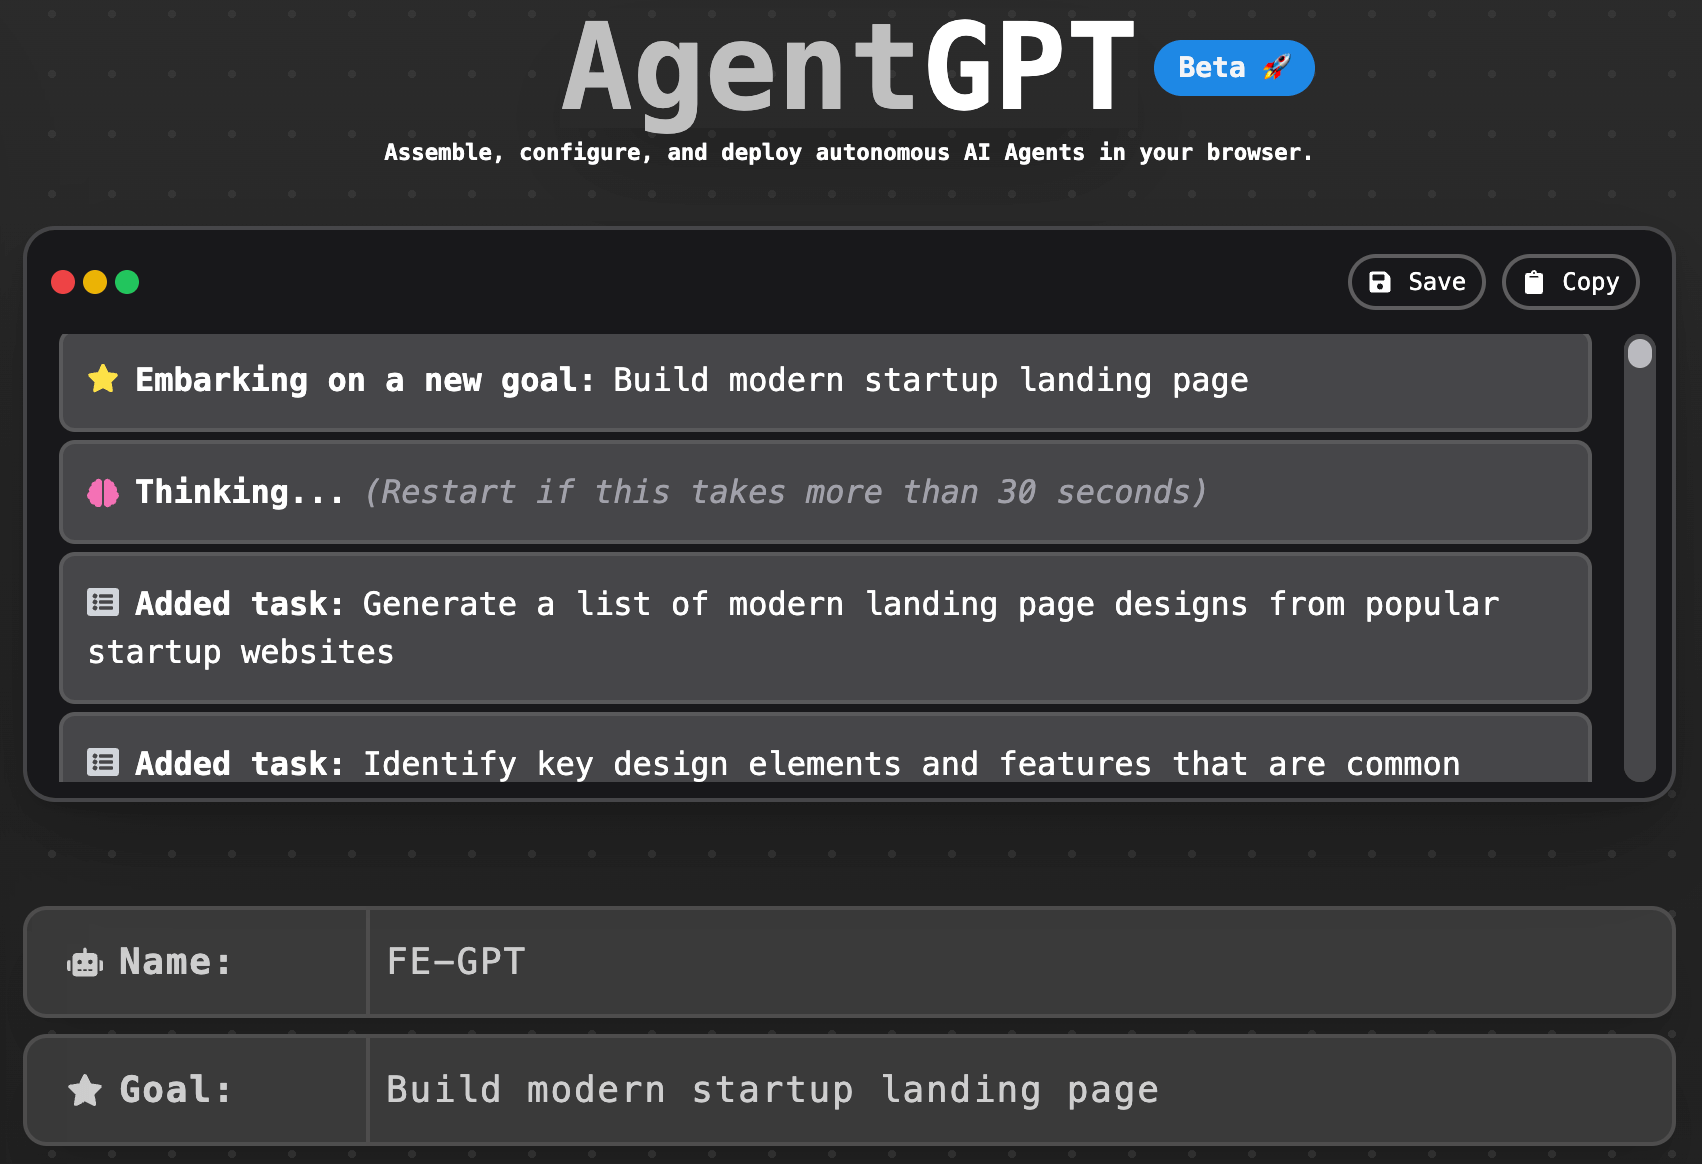 AgentGPT
Beta 🚀
Assemble, configure, and deploy autonomous AI Agents in your browser.
Save
Copy
Embarking on a new goal: Build modern startup landing page
Thinking... (Restart if this takes more than 30 seconds)
Added task: Generate a list of modern landing page designs from popular
startup websites
Added task: Identify key design elements and features that are common
Name:
FE-GPT
Goal:
Build modern startup landing page